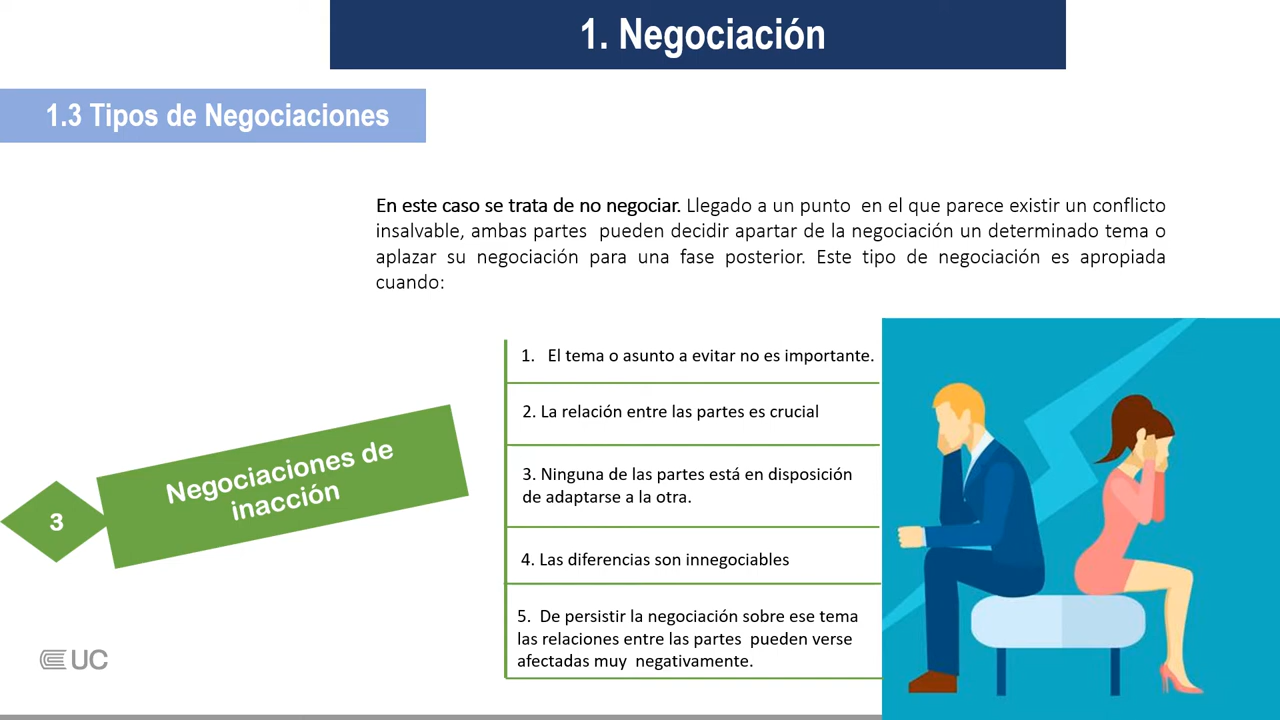 1. Negociación
1.3 Tipos de Negociaciones
En este caso se trata de no negociar. Llegado a un punto en el que parece existir un conflicto
insalvable, ambas partes pueden decidir apartar de la negociación un determinado tema o
aplazar su negociación para una fase posterior. Este tipo de negociación es apropiada
cuando:
1. El tema o asunto a evitar no es importante.
2. La relación entre las partes es crucial
3. Ninguna de las partes está en disposición
de adaptarse a la otra.
4. Las diferencias son innegociables
5. De persistir la negociación sobre ese tema
las relaciones entre las partes pueden verse
afectadas muy negativamente.
3
Negociaciones de
inacción
UC